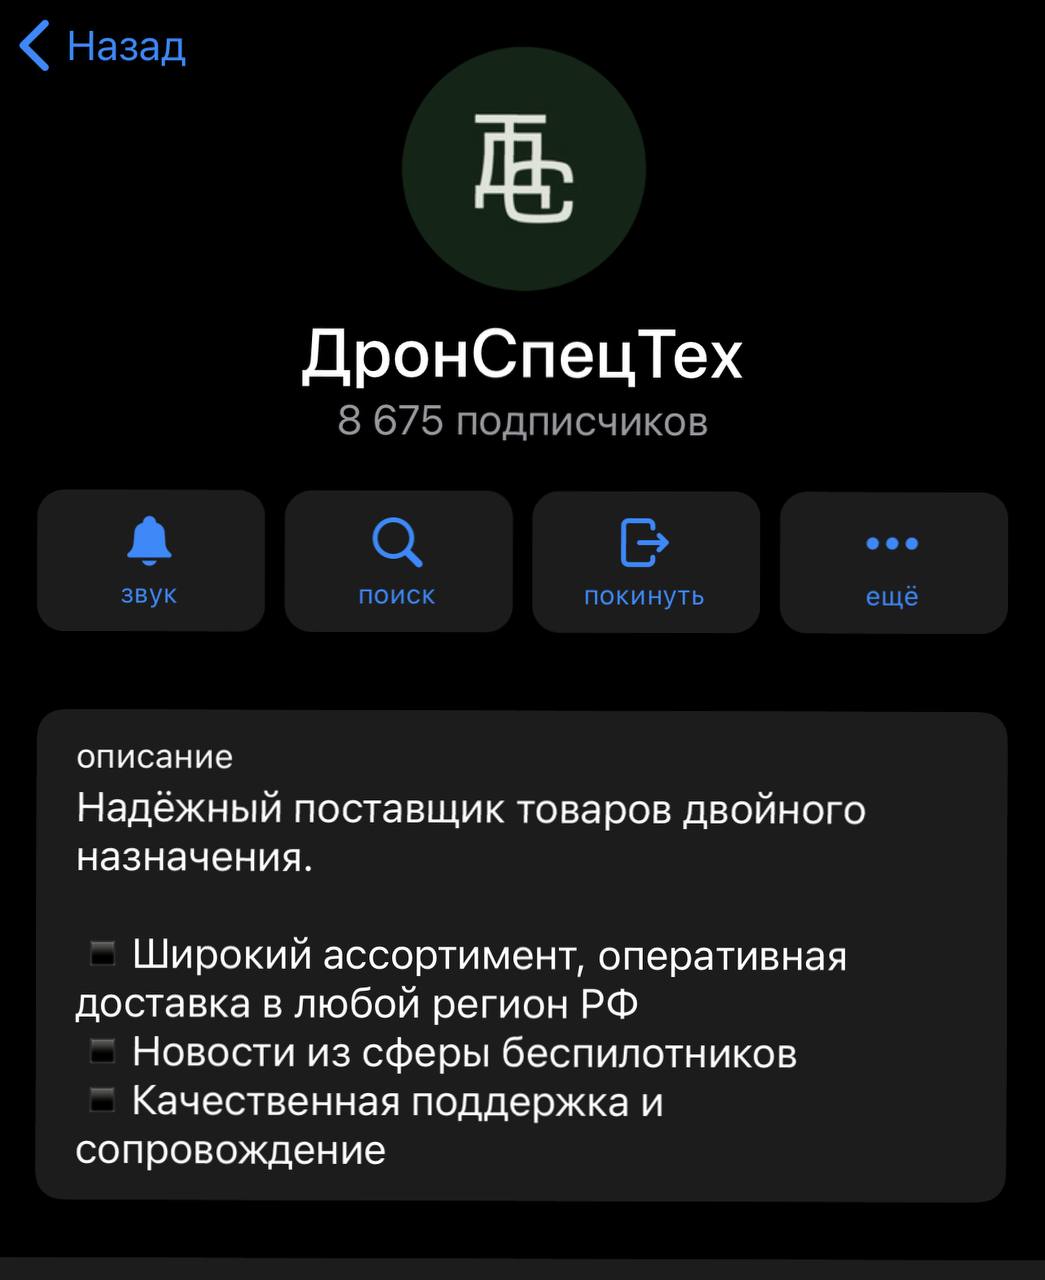 Назад
ДСТ
ДронСпецТех
8 675 подписчиков
звук
поиск
покинуть
ещё
описание
Надёжный поставщик товаров двойного
назначения.
▪️ Широкий ассортимент, оперативная
доставка в любой регион РФ
▪️ Новости из сферы беспилотников
▪️ Качественная поддержка и
сопровождение